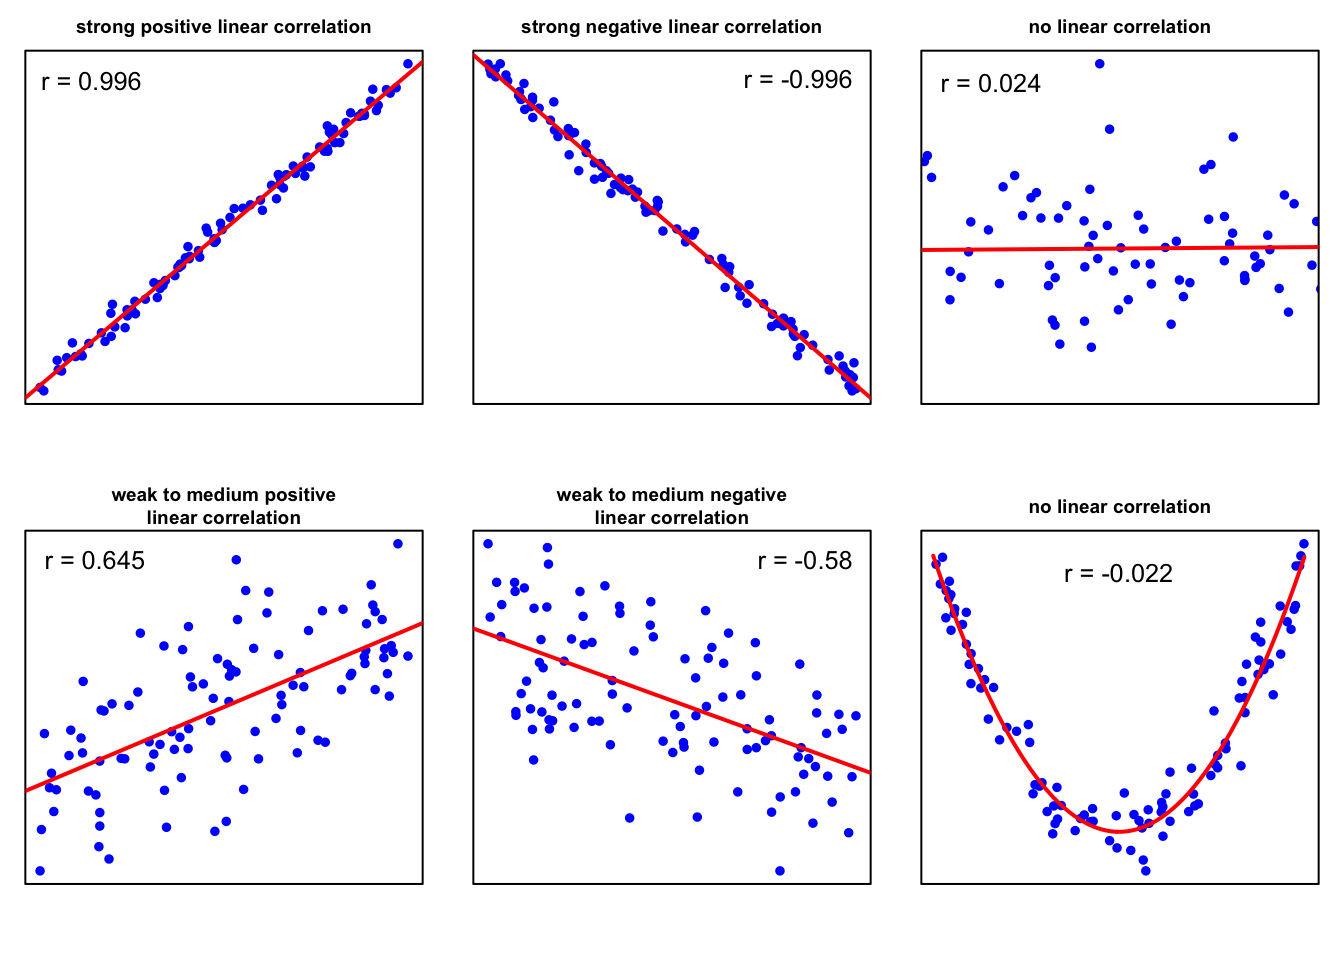 strong positive linear correlation
r = 0.996
strong negative linear correlation
r = -0.996
no linear correlation
r = 0.024
weak to medium positive
linear correlation
r = 0.645
weak to medium negative
linear correlation
r = -0.58
no linear correlation
r = -0.022